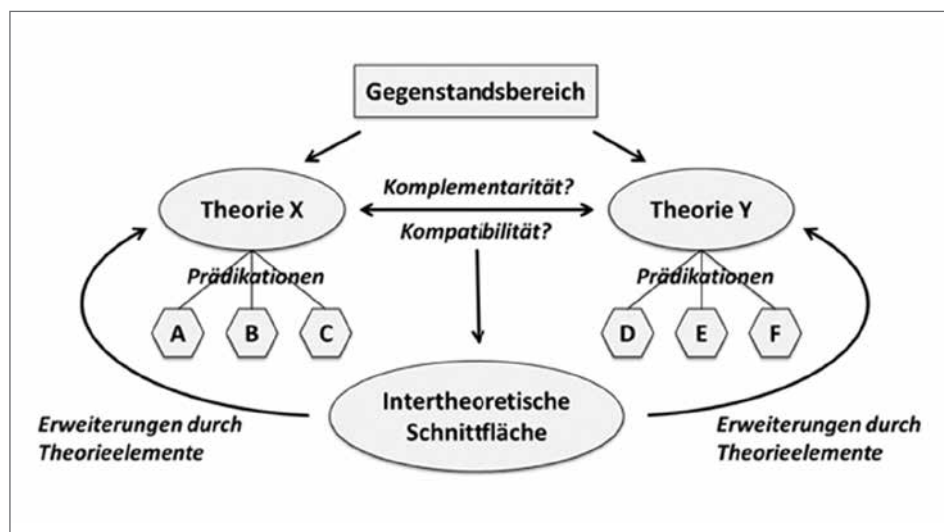 Gegenstandsbereich
Komplementarität?
Theorie X
Theorie Y
Kompatibilität?
Prädikationen
Prädikationen
A
B
C
D
E
F
Intertheoretische
Schnittfläche
Erweiterungen durch
Theorieelemente
Erweiterungen durch
Theorieelemente